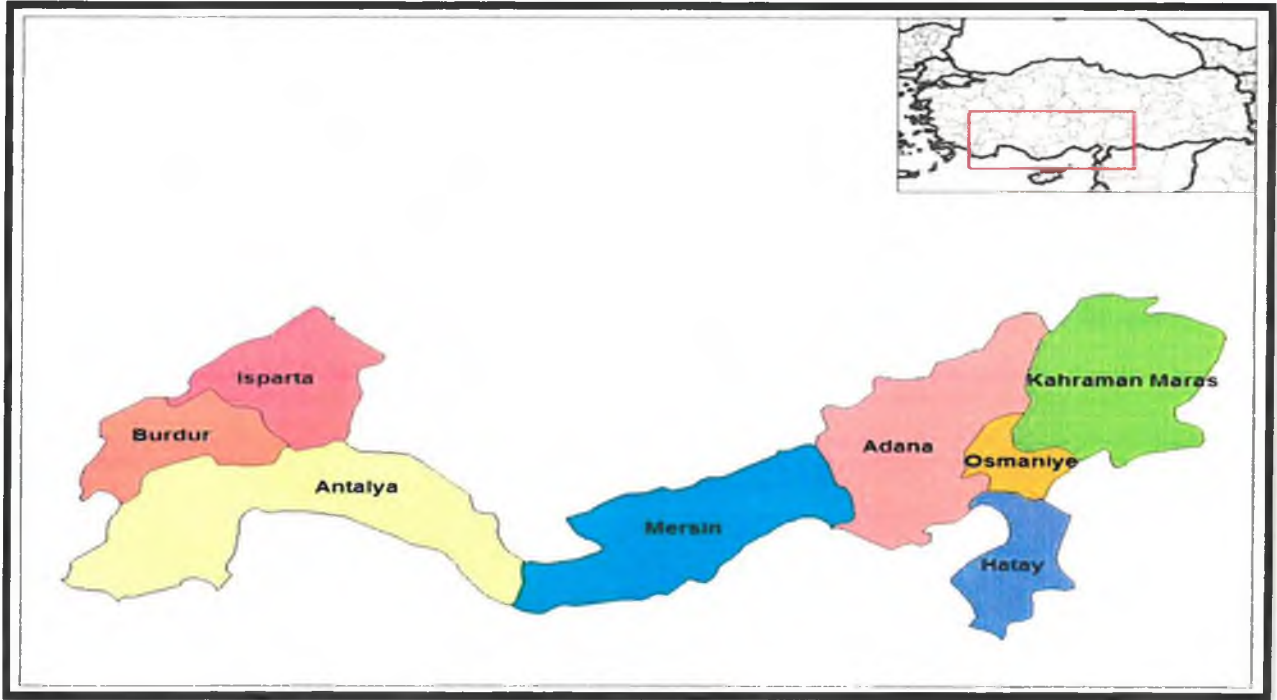 Isparta
Kahraman Maras
Burdur
Adana
Osmaniye
Antalya
Mersin
Hatay